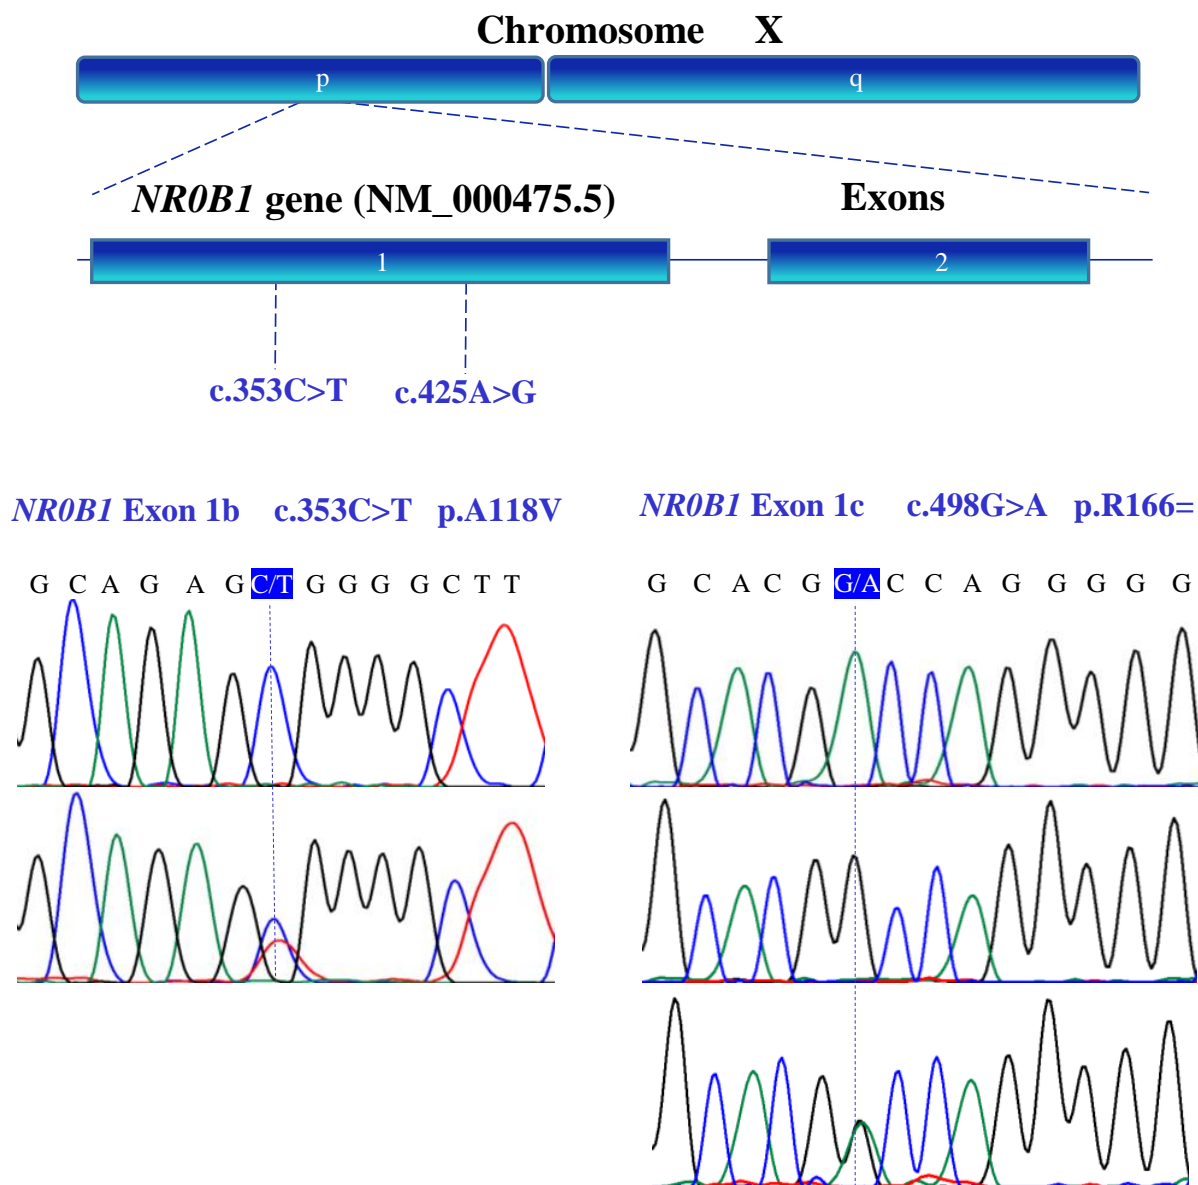 Chromosome X
p q
NR0B1 gene (NM_000475.5) Exons
1 2
c.353C>T c.425A>G
NR0B1 Exon 1b c.353C>T p.A118V
NR0B1 Exon 1c c.498G>A p.R166=
G C A G A G C/T G G G G C T T
G C A C G G/A C C A G G G G G